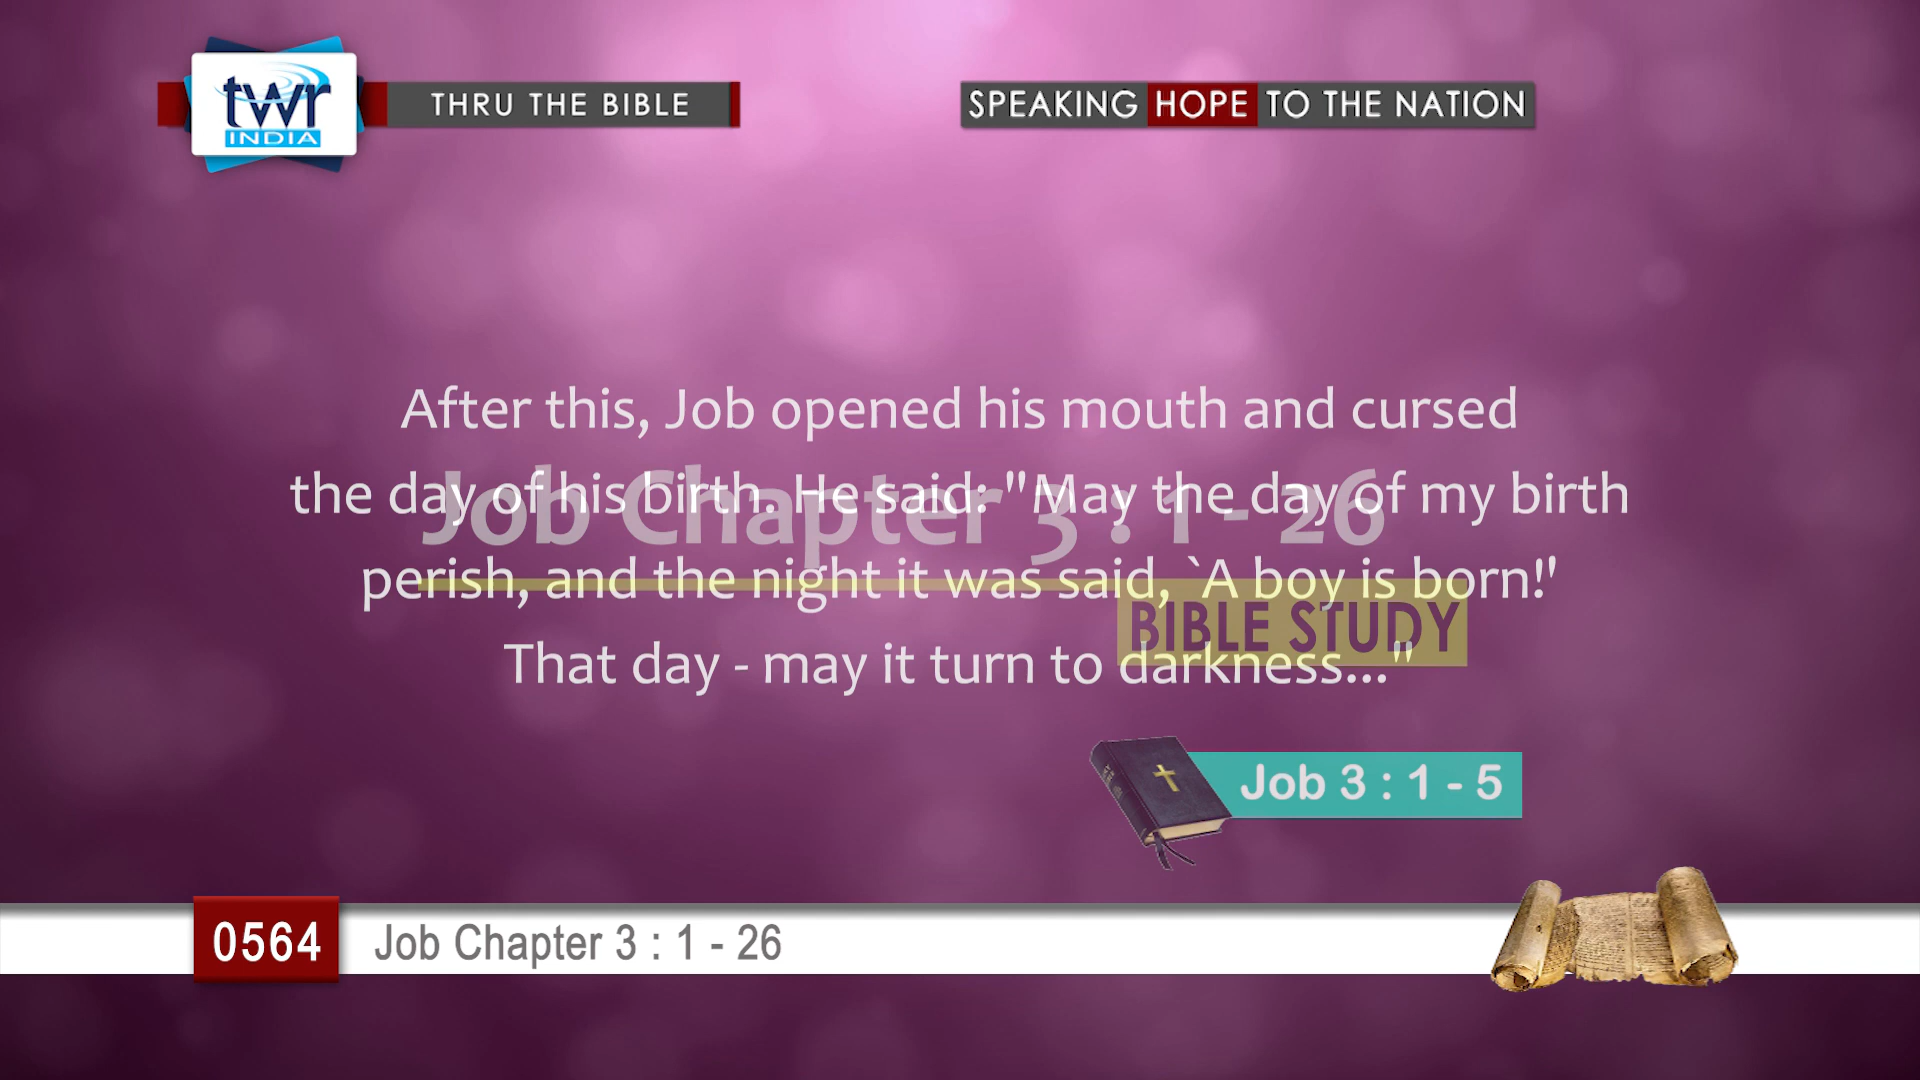 twr
INDIA
THRU THE BIBLE
SPEAKING HOPE TO THE NATION
After this, Job opened his mouth and cursed
the day of his birth. He said: "May the day of my birth
perish, and the night it was said, `A boy is born!'
That day - may it turn to darkness... "
Job Chapter 3 : 1 - 26
BIBLE STUDY
Job 3 : 1 - 5
0564
Job Chapter 3 : 1 - 26